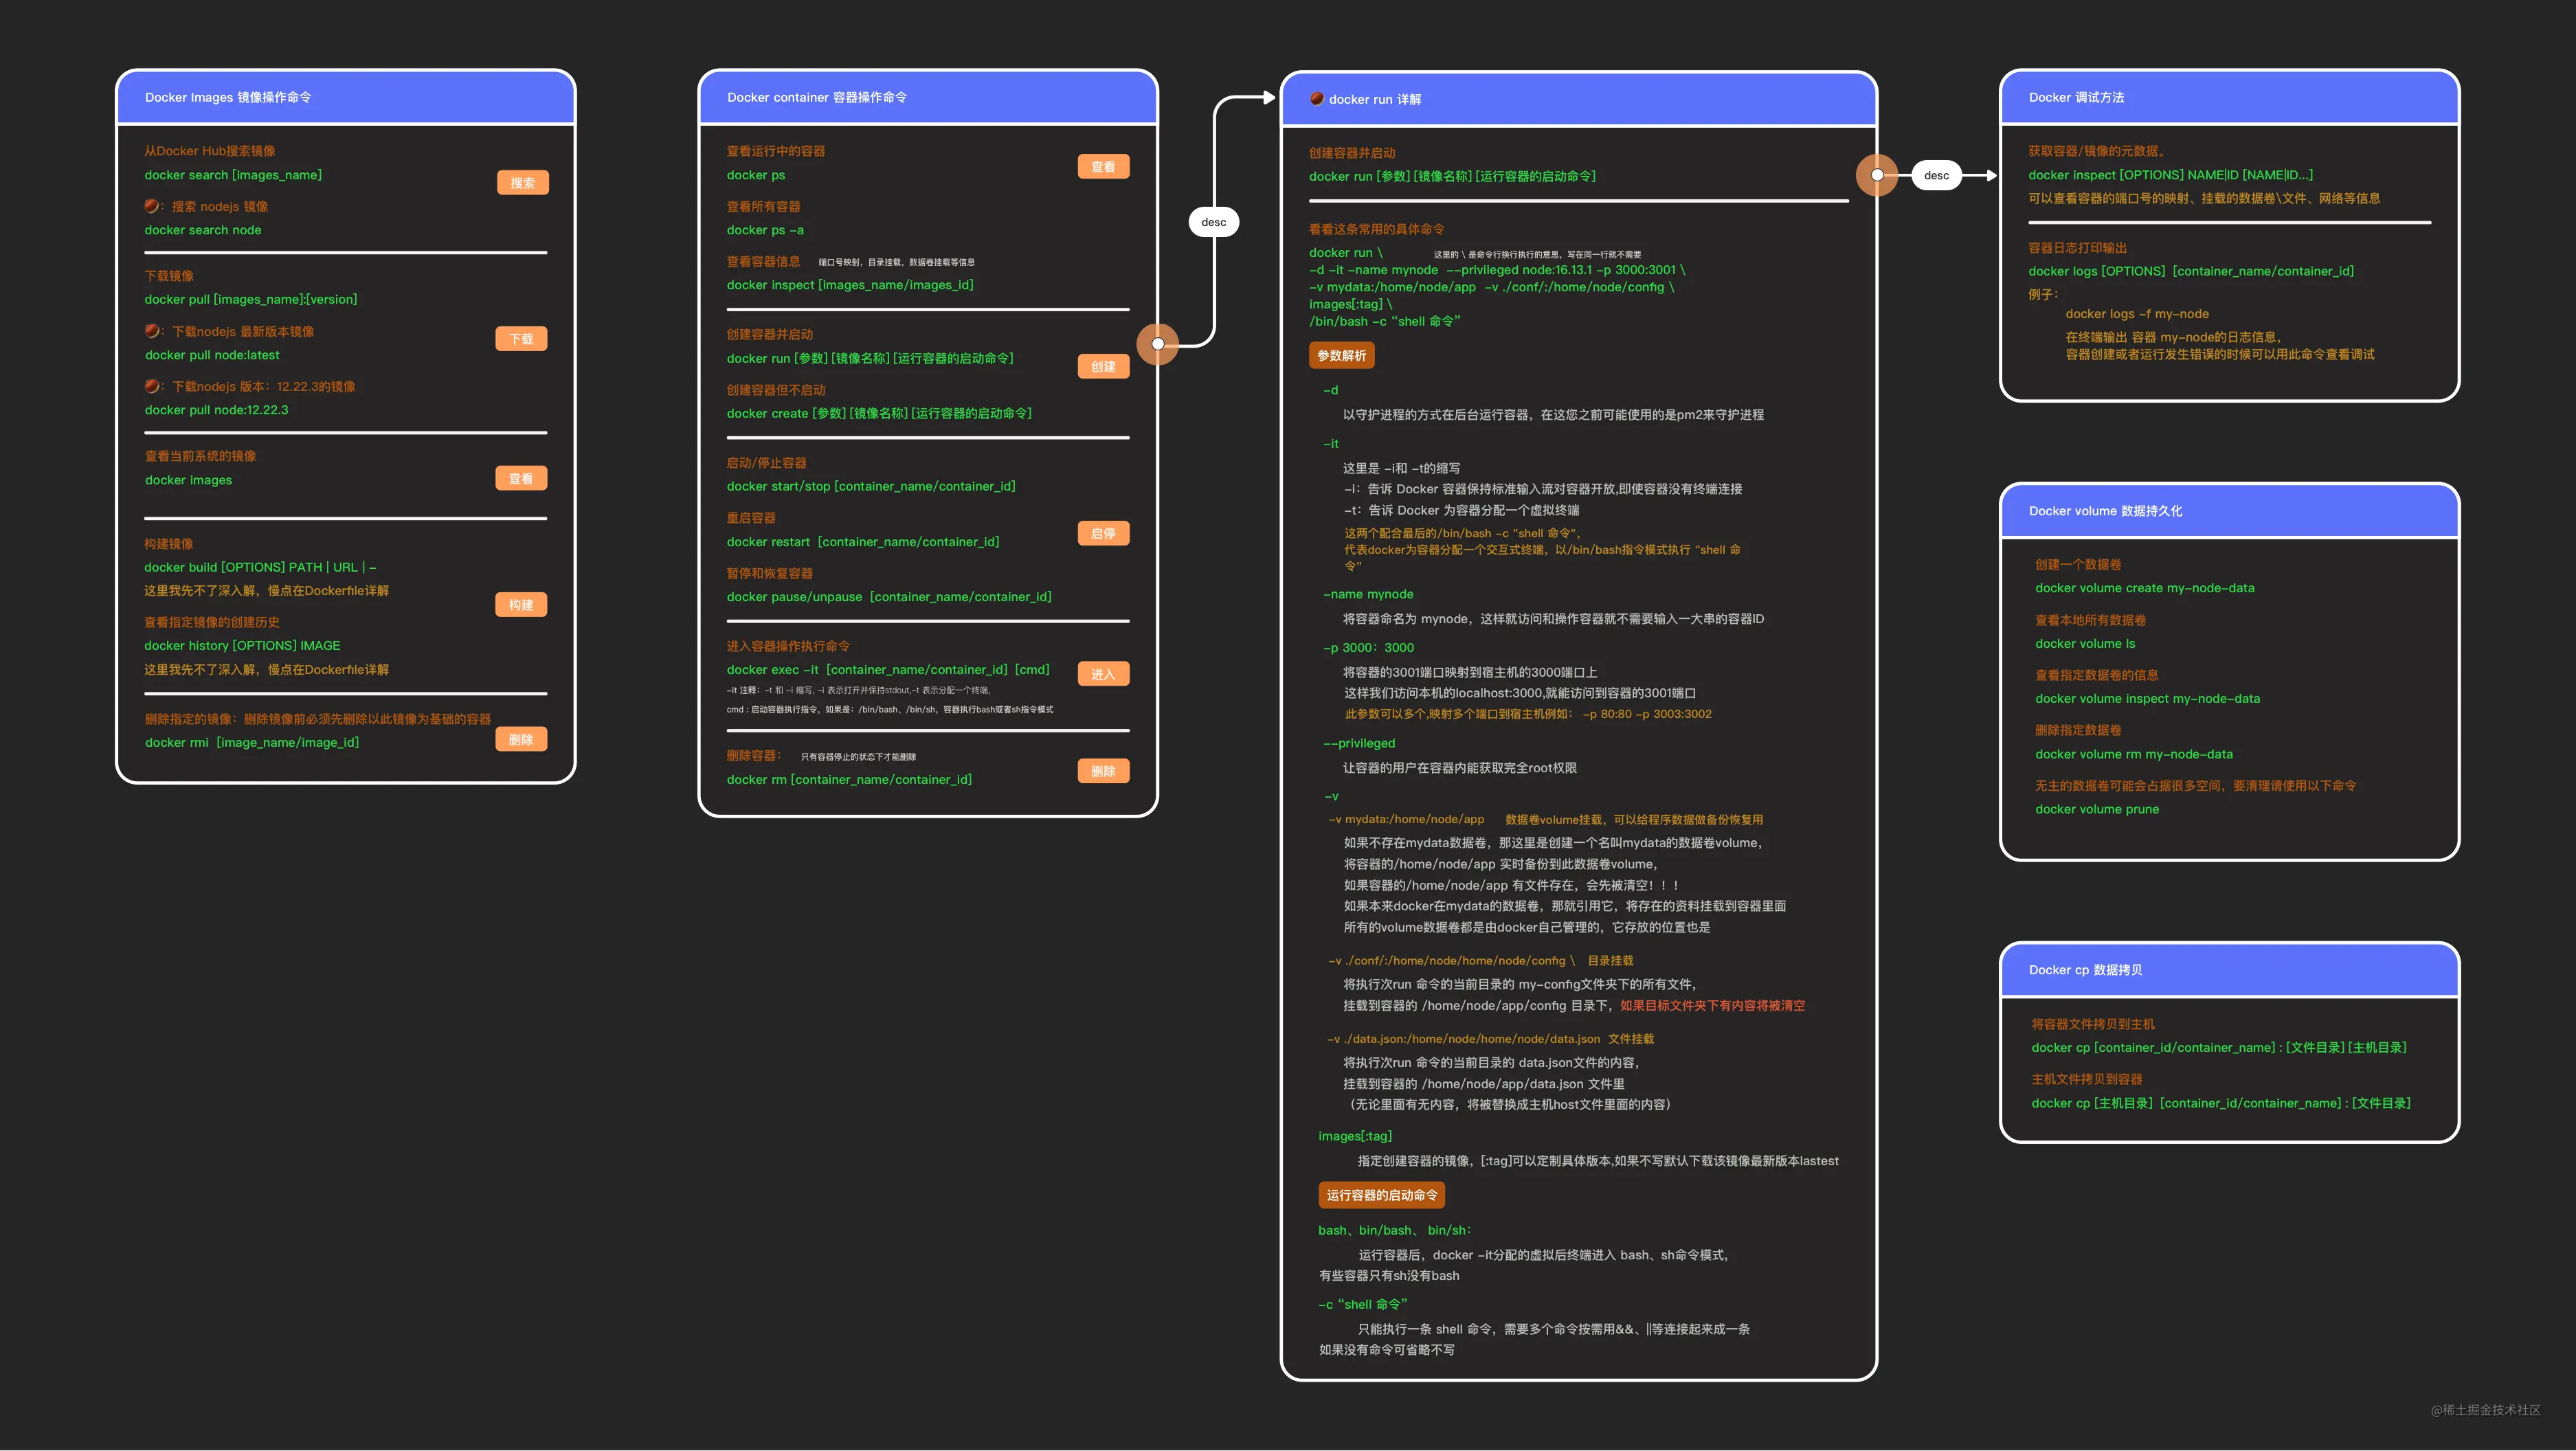 Docker Images 镜像操作命令
从Docker Hub搜索镜像
docker search [images_name]
搜索
：搜索 nodejs 镜像
docker search node
下载镜像
docker pull [images_name]:[version]
：下载nodejs 最新版本镜像
下载
docker pull node:latest
：下载nodejs 版本：12.22.3的镜像
docker pull node:12.22.3
查看当前系统的镜像
docker images
查看
构建镜像
docker build [OPTIONS] PATH | URL | -
这里我先不了深入解，慢点在Dockerfile详解
构建
查看指定镜像的创建历史
docker history [OPTIONS] IMAGE
这里我先不了深入解，慢点在Dockerfile详解
删除指定的镜像：删除镜像前必须先删除以此镜像为基础的容器
docker rmi [image_name/image_id]
删除
Docker container 容器操作命令
查看运行中的容器
docker ps
查看
查看所有容器
docker ps -a
查看容器信息 端口号映射，目录挂载，数据卷挂载等信息
docker inspect [images_name/images_id]
创建容器并启动
docker run [参数] [镜像名称] [运行容器的启动命令]
创建
创建容器但不启动
docker create [参数] [镜像名称] [运行容器的启动命令]
启动/停止容器
docker start/stop [container_name/container_id]
重启容器
docker restart [container_name/container_id]
启停
暂停和恢复容器
docker pause/unpause [container_name/container_id]
进入容器操作执行命令
docker exec -it [container_name/container_id] [cmd]
进入
-it 注释：-t 和 -i 缩写, -i 表示打开并保持stdout,-t 表示分配一个终端,
cmd : 启动容器执行指令，如果是：/bin/bash、/bin/sh，容器执行bash或者sh指令模式
删除容器： 只有容器停止的状态下才能删除
docker rm [container_name/container_id]
删除
desc
docker run 详解
创建容器并启动
docker run [参数] [镜像名称] [运行容器的启动命令]
看看这条常用的具体命令
docker run \ 这里的 \ 是命令行换行执行的意思，写在同一行就不需要
-d -it -name mynode --privileged node:16.13.1 -p 3000:3001 \
-v mydata:/home/node/app -v ./conf/:/home/node/config \
images[:tag] \
/bin/bash -c “shell 命令”
参数解析
-d
以守护进程的方式在后台运行容器，在这您之前可能使用的是pm2来守护进程
-it
这里是 -i和 -t的缩写
-i：告诉 Docker 容器保持标准输入流对容器开放,即使容器没有终端连接
-t：告诉 Docker 为容器分配一个虚拟终端
这两个配合最后的/bin/bash -c "shell 命令",
代表docker为容器分配一个交互式终端，以/bin/bash指令模式执行 "shell 命
令"
-name mynode
将容器命名为 mynode，这样就访问和操作容器就不需要输入一大串的容器ID
-p 3000：3000
将容器的3001端口映射到宿主机的3000端口上
这样我们访问本机的localhost:3000,就能访问到容器的3001端口
此参数可以多个,映射多个端口到宿主机例如： -p 80:80 -p 3003:3002
--privileged
让容器的用户在容器内能获取完全root权限
-v
-v mydata:/home/node/app 数据卷volume挂载，可以给程序数据做备份恢复用
如果不存在mydata数据卷，那这里是创建一个名叫mydata的数据卷volume，
将容器的/home/node/app 实时备份到此数据卷volume，
如果容器的/home/node/app 有文件存在，会先被清空！！！
如果本来docker在mydata的数据卷，那就引用它，将存在的资料挂载到容器里面
所有的volume数据卷都是由docker自己管理的，它存放的位置也是
-v ./conf/:/home/node/home/node/config \ 目录挂载
将执行次run 命令的当前目录的 my-config文件夹下的所有文件，
挂载到容器的 /home/node/app/config 目录下，如果目标文件夹下有内容将被清空
-v ./data.json:/home/node/home/node/data.json 文件挂载
将执行次run 命令的当前目录的 data.json文件的内容，
挂载到容器的 /home/node/app/data.json 文件里
（无论里面有无内容，将被替换成主机host文件里面的内容）
images[:tag]
指定创建容器的镜像，[:tag]可以定制具体版本,如果不写默认下载该镜像最新版本lastest
运行容器的启动命令
bash、bin/bash、 bin/sh：
运行容器后，docker -it分配的虚拟后终端进入 bash、sh命令模式，
有些容器只有sh没有bash
-c “shell 命令”
只能执行一条 shell 命令，需要多个命令按需用&&、||等连接起来成一条
如果没有命令可省略不写
desc
Docker 调试方法
获取容器/镜像的元数据。
docker inspect [OPTIONS] NAME|ID [NAME|ID...]
可以查看容器的端口号的映射、挂载的数据卷\文件、网络等信息
容器日志打印输出
docker logs [OPTIONS] [container_name/container_id]
例子：
docker logs -f my-node
在终端输出 容器 my-node的日志信息，
容器创建或者运行发生错误的时候可以用此命令查看调试
Docker volume 数据持久化
创建一个数据卷
docker volume create my-node-data
查看本地所有数据卷
docker volume ls
查看指定数据卷的信息
docker volume inspect my-node-data
删除指定数据卷
docker volume rm my-node-data
无主的数据卷可能会占据很多空间，要清理请使用以下命令
docker volume prune
Docker cp 数据拷贝
将容器文件拷贝到主机
docker cp [container_id/container_name] : [文件目录] [主机目录]
主机文件拷贝到容器
docker cp [主机目录] [container_id/container_name] : [文件目录]
@稀土掘金技术社区